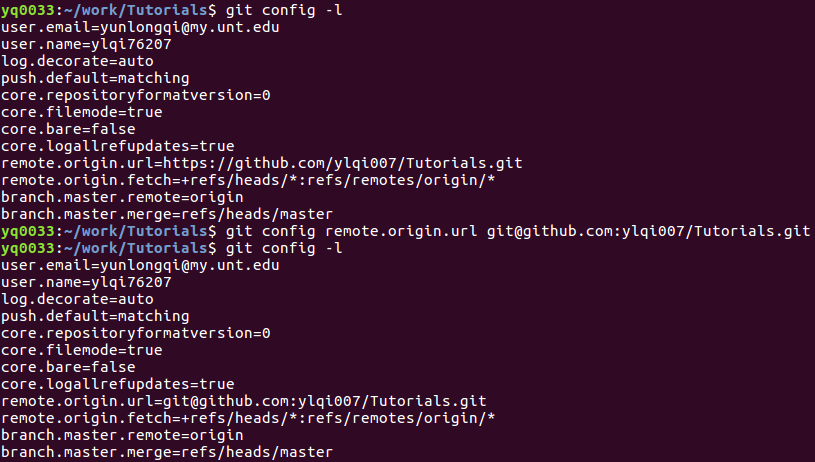 yq0033:~/work/Tutorials$ git config -l
user.email=yunlongqi@my.unt.edu
user.name=ylqi76207
log.decorate=auto
push.default=matching
core.repositoryformatversion=0
core.filemode=true
core.bare=false
core.logallrefupdates=true
remote.origin.url=https://github.com/ylqi007/Tutorials.git
remote.origin.fetch=+refs/heads/*:refs/remotes/origin/*
branch.master.remote=origin
branch.master.merge=refs/heads/master
yq0033:~/work/Tutorials$ git config remote.origin.url git@github.com:ylqi007/Tutorials.git
yq0033:~/work/Tutorials$ git config -l
user.email=yunlongqi@my.unt.edu
user.name=ylqi76207
log.decorate=auto
push.default=matching
core.repositoryformatversion=0
core.filemode=true
core.bare=false
core.logallrefupdates=true
remote.origin.url=git@github.com:ylqi007/Tutorials.git
remote.origin.fetch=+refs/heads/*:refs/remotes/origin/*
branch.master.remote=origin
branch.master.merge=refs/heads/master